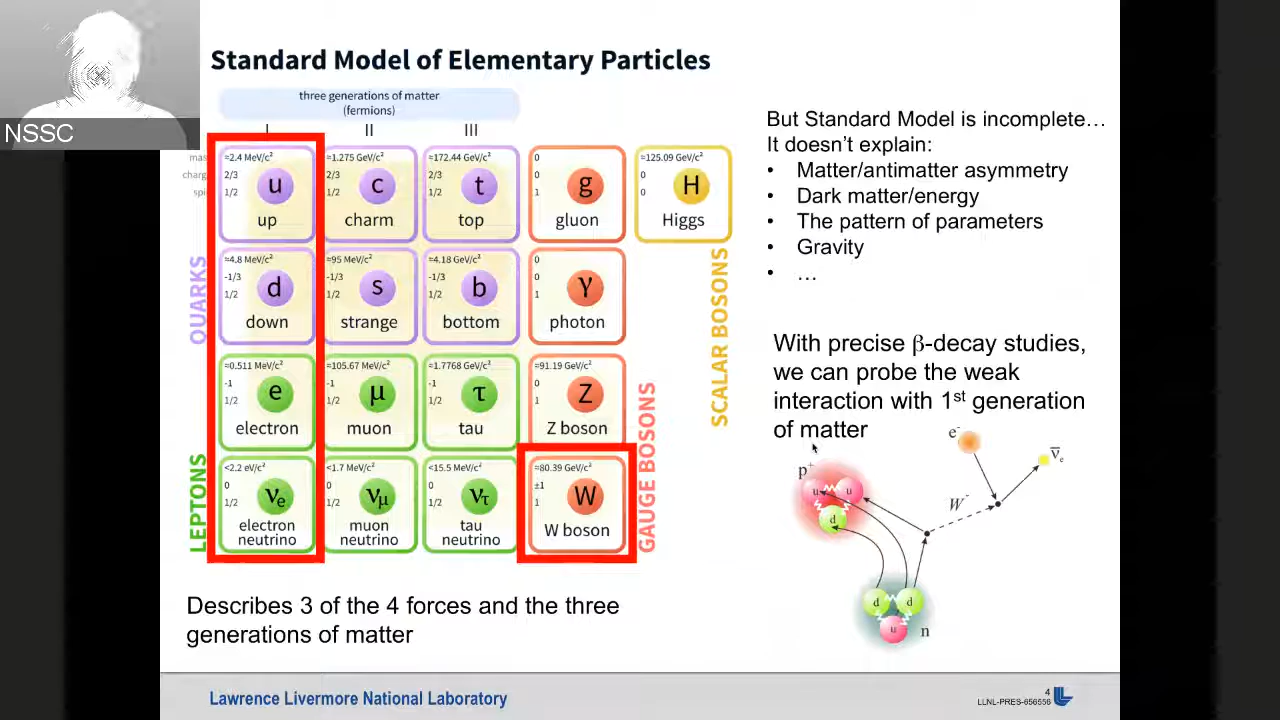 NSSC
Standard Model of Elementary Particles
three generations of matter
(fermions)
I II III
mas
charg
spi
≈2.4 MeV/c²
2/3
1/2
u
up
≈1.275 GeV/c²
2/3
1/2
c
charm
≈172.44 GeV/c²
2/3
1/2
t
top
0
0
1
g
gluon
≈125.09 GeV/c²
0
0
H
Higgs
QUARKS
≈4.8 MeV/c²
-1/3
1/2
d
down
≈95 MeV/c²
-1/3
1/2
s
strange
≈4.18 GeV/c²
-1/3
1/2
b
bottom
0
0
1
γ
photon
SCALAR BOSONS
≈0.511 MeV/c²
-1
1/2
e
electron
≈105.67 MeV/c²
-1
1/2
μ
muon
≈1.7768 GeV/c²
-1
1/2
τ
tau
≈91.19 GeV/c²
0
1
Z
Z boson
GAUGE BOSONS
LEPTONS
<2.2 eV/c²
0
1/2
νe
electron
neutrino
<1.7 MeV/c²
0
1/2
νμ
muon
neutrino
<15.5 MeV/c²
0
1/2
ντ
tau
neutrino
≈80.39 GeV/c²
±1
1
W
W boson
Describes 3 of the 4 forces and the three
generations of matter
But Standard Model is incomplete…
It doesn't explain:
• Matter/antimatter asymmetry
• Dark matter/energy
• The pattern of parameters
• Gravity
• …
With precise β-decay studies,
we can probe the weak
interaction with 1st generation
of matter
e⁻
ν̄e
p⁺
u u
d
W⁻
d d
u
n
Lawrence Livermore National Laboratory
4
LLNL-PRES-656556